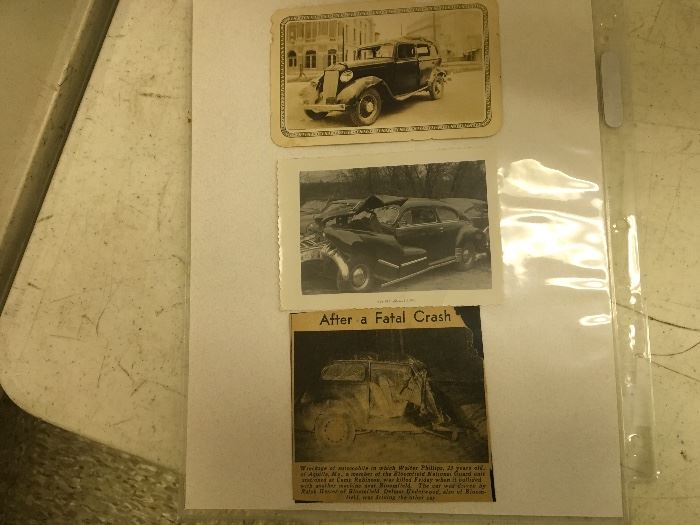 After a Fatal Crash
Wreckage of automobile in which Walter Phillips, 23 years old,
of Aquilla, Mo., a member of the Bloomfield National Guard unit
stationed at Camp Robinson, was killed Friday when it collided
with another machine near Bloomfield. The car was driven by
Ralph of Bloomfield. Delmar Underwood, also of Bloom-
field, was driving the other car.